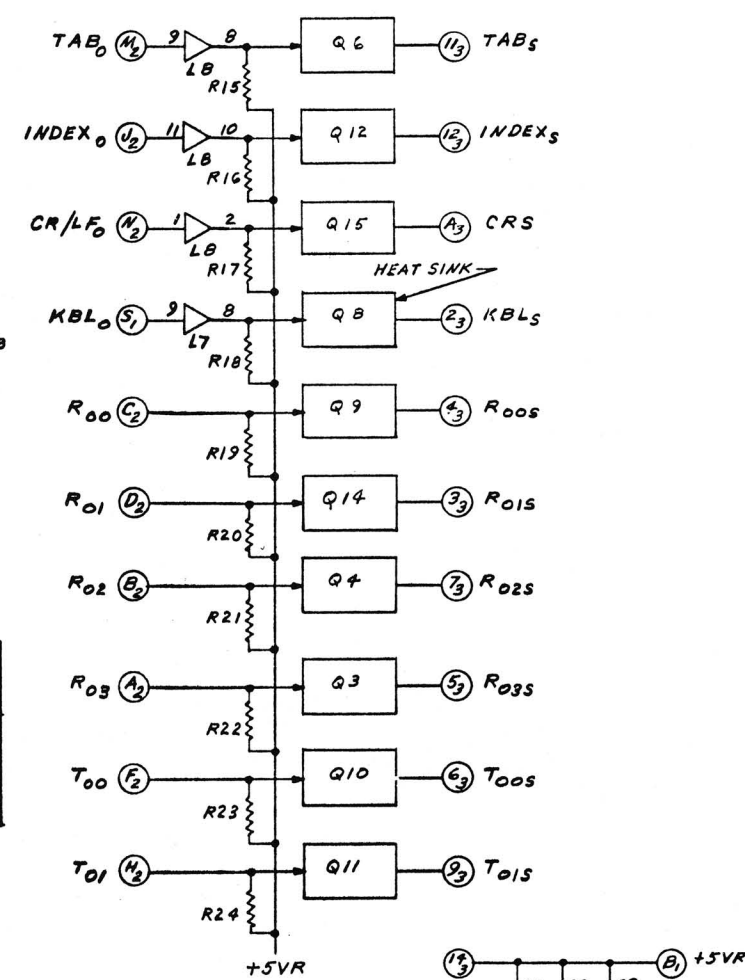 TAB₀ M₂ 9 8 Q6 11₃ TABS
L8
R15
INDEX₀ J₂ 11 10 Q12 12₃ INDEXS
L8
R16
CR/LF₀ N₂ 1 2 Q15 A₃ CRS
L8
R17
HEAT SINK
KBL₀ S₁ 9 8 Q8 2₃ KBLS
L7
R18
R₀₀ C₂ Q9 4₃ R₀₀S
R19
R₀₁ D₂ Q14 3₃ R₀₁S
R20
R₀₂ B₂ Q4 7₃ R₀₂S
R21
R₀₃ A₂ Q3 5₃ R₀₃S
R22
T₀₀ F₂ Q10 6₃ T₀₀S
R23
T₀₁ H₂ Q11 9₃ T₀₁S
R24
+5VR
14₃ B₁ +5VR